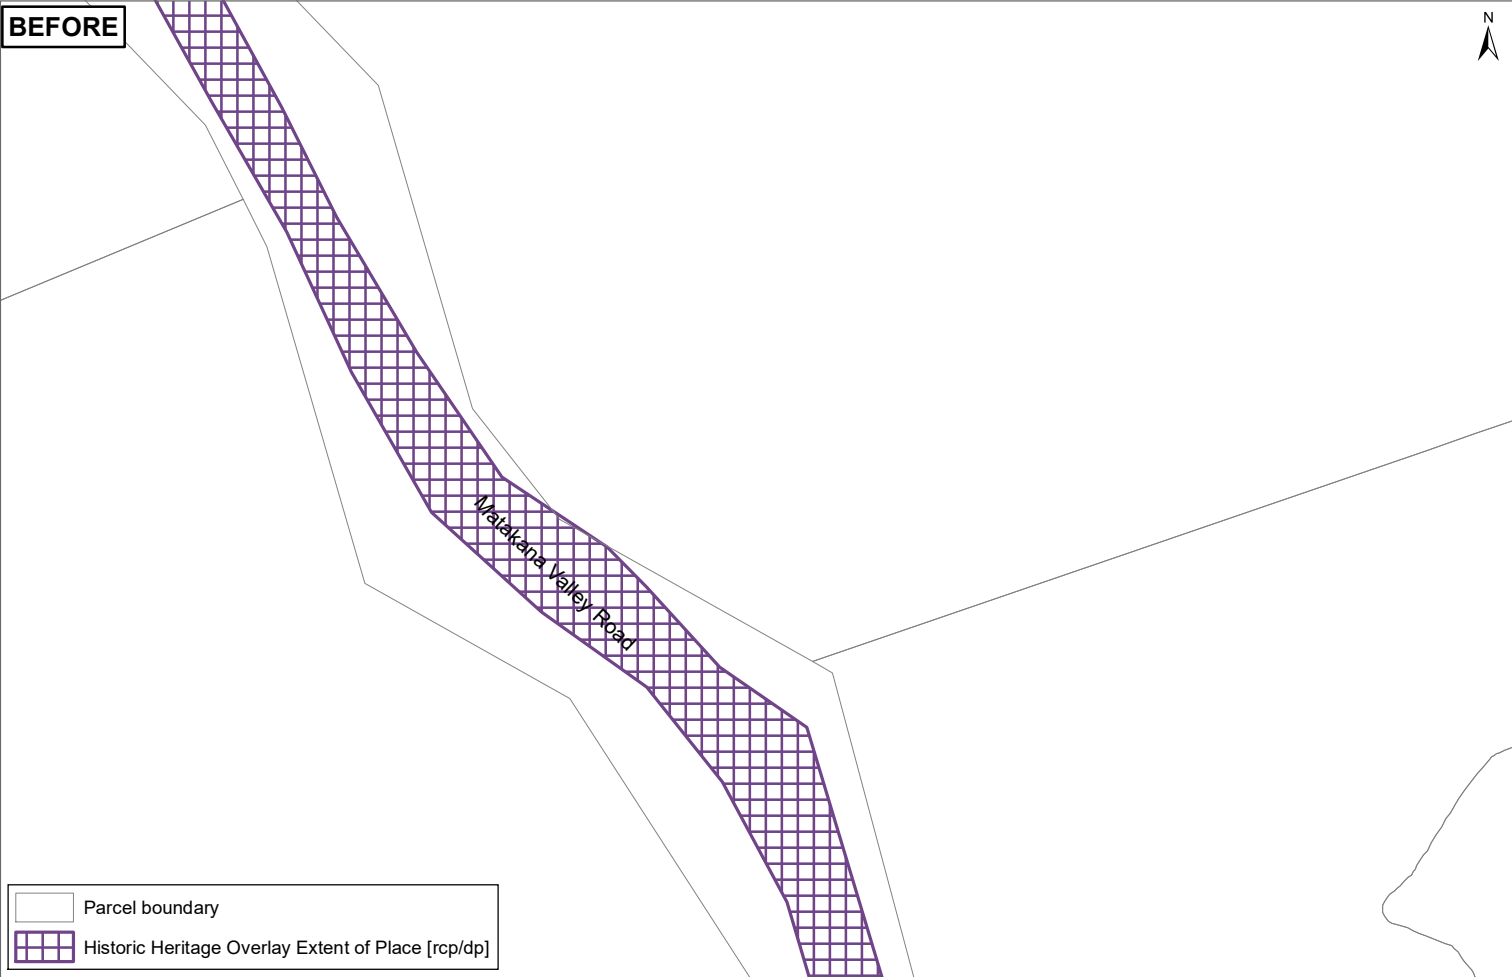 BEFORE
N
Matakana Valley Road
Parcel boundary
Historic Heritage Overlay Extent of Place [rcp/dp]